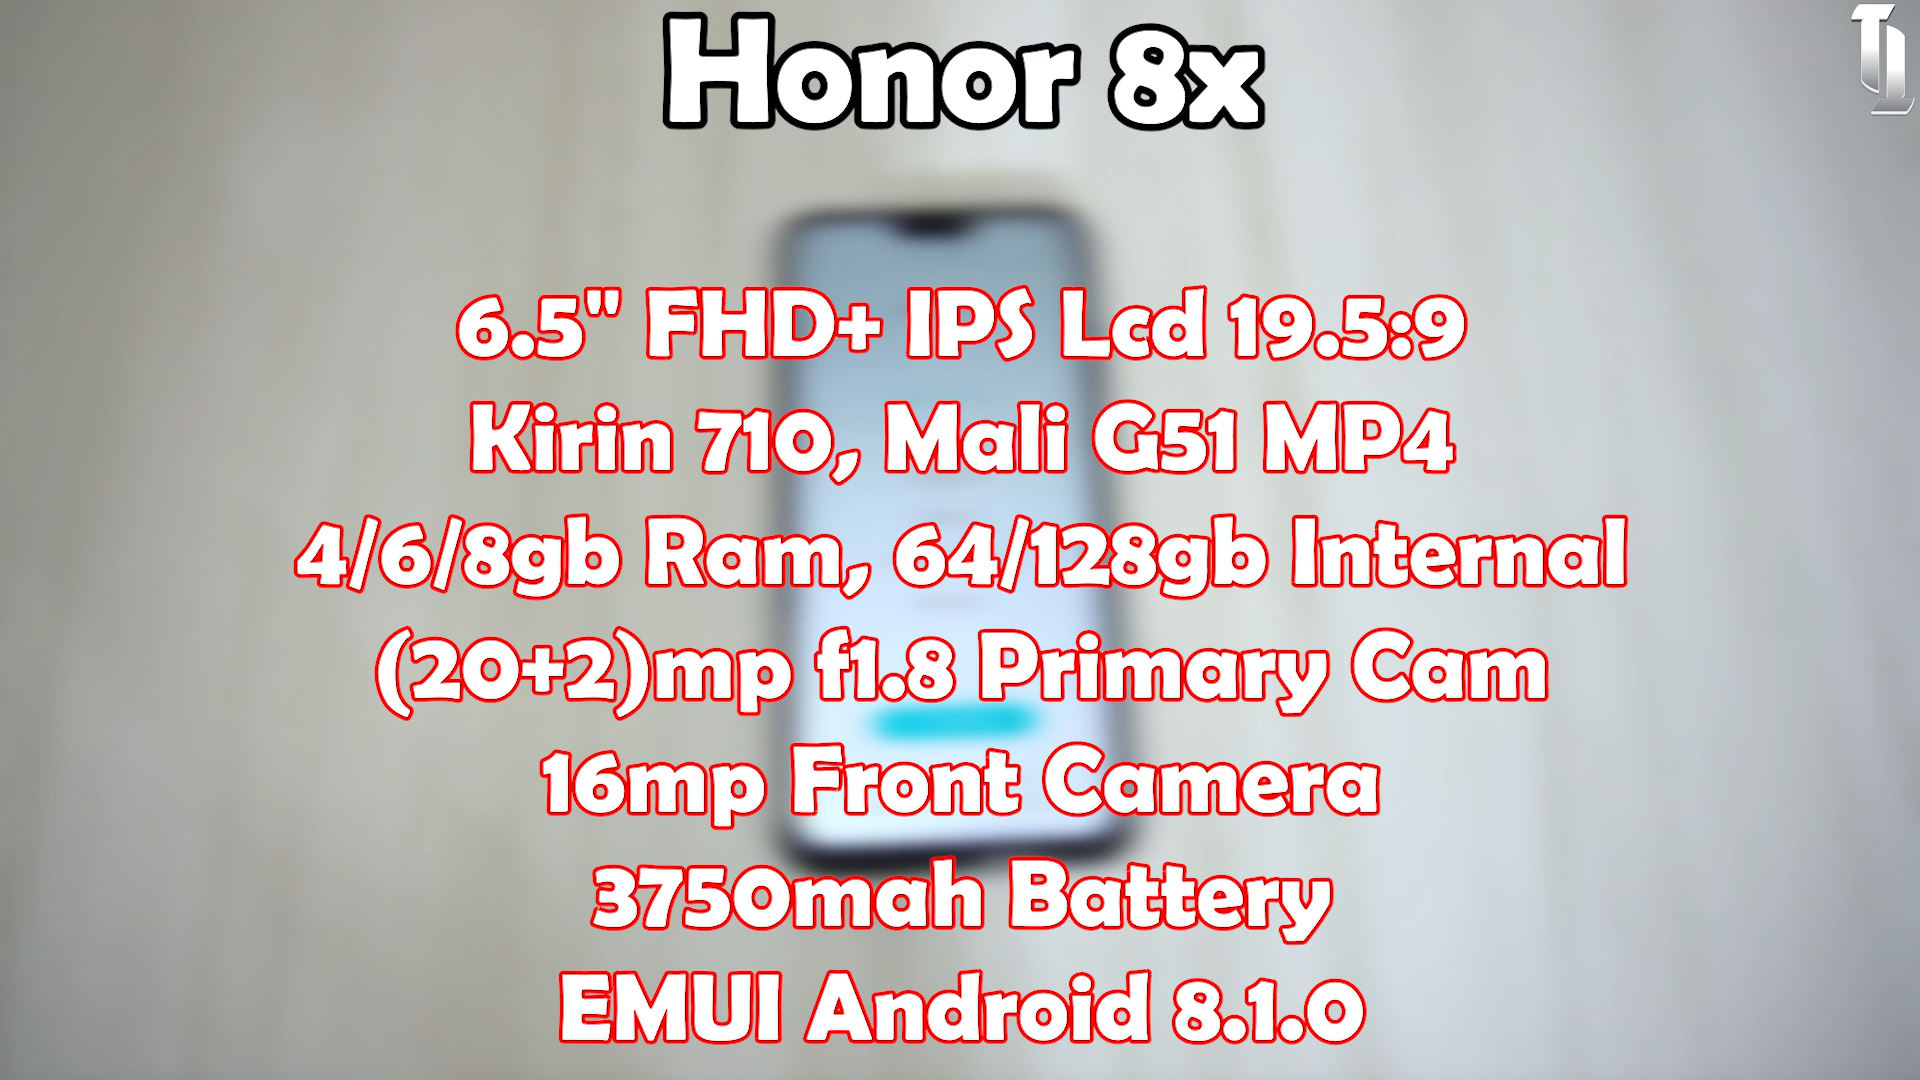 Honor 8x
6.5" FHD+ IPS Lcd 19.5:9
Kirin 710, Mali G51 MP4
4/6/8gb Ram, 64/128gb Internal
(20+2)mp f1.8 Primary Cam
16mp Front Camera
3750mah Battery
EMUI Android 8.1.0